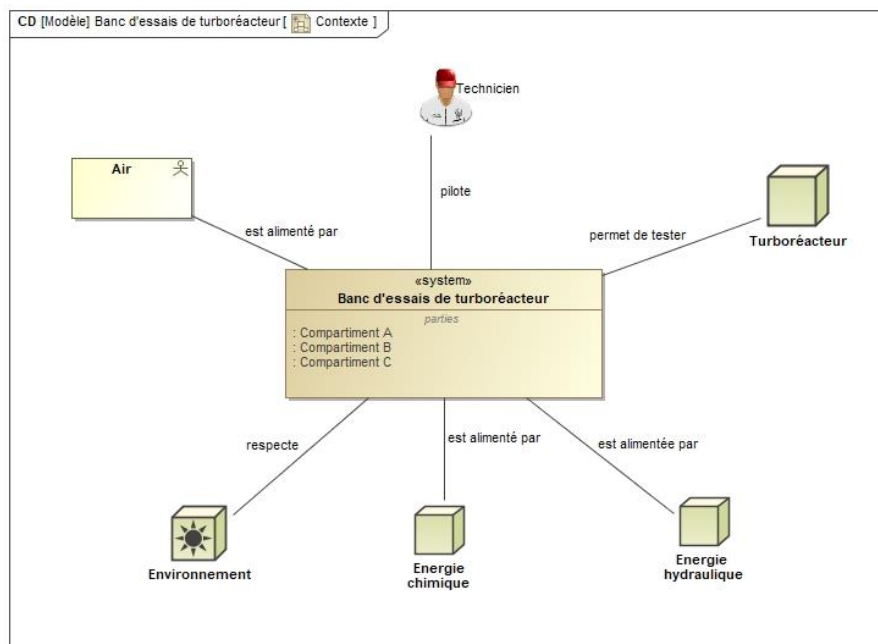 CD [Modèle] Banc d'essais de turboréacteur [ Contexte ]
Technicien
Air
pilote
est alimenté par
permet de tester
Turboréacteur
«system»
Banc d'essais de turboréacteur
parties
: Compartiment A
: Compartiment B
: Compartiment C
respecte
est alimenté par
est alimentée par
Environnement
Energie
chimique
Energie
hydraulique